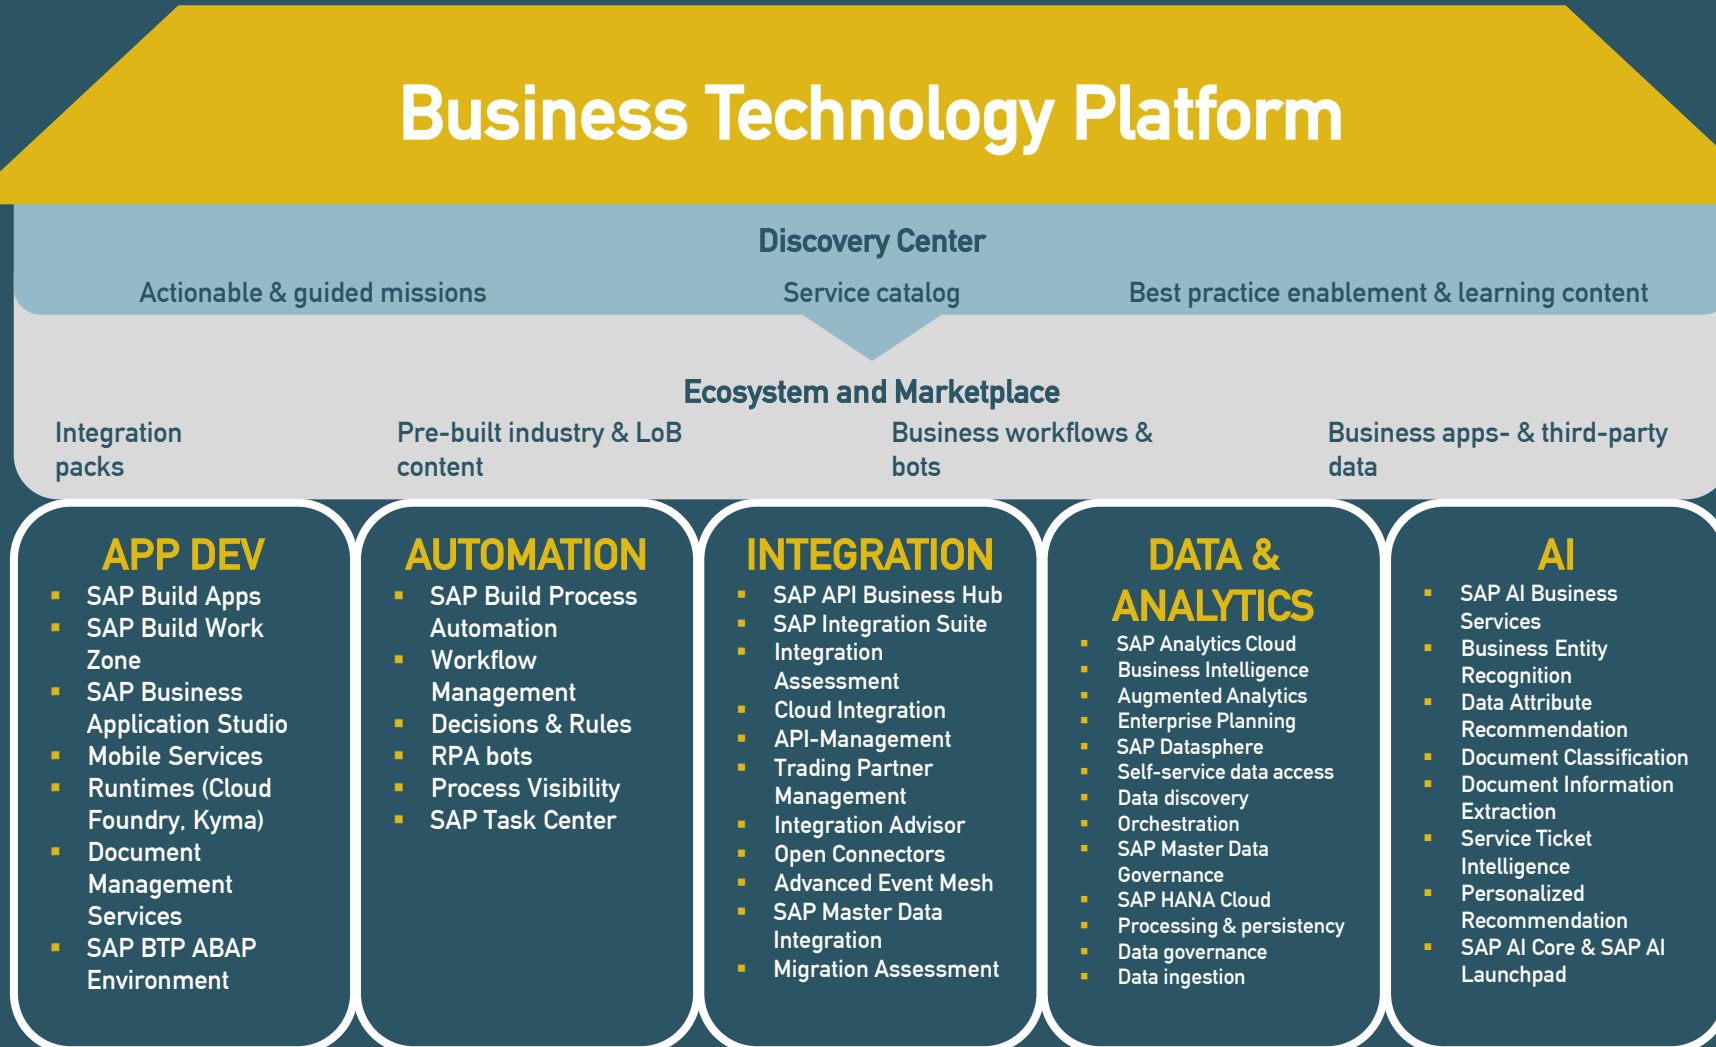 Business Technology Platform
Discovery Center
Actionable & guided missions
Service catalog
Best practice enablement & learning content
Ecosystem and Marketplace
Integration
packs
Pre-built industry & LoB
content
Business workflows &
bots
Business apps- & third-party
data
APP DEV
SAP Build Apps
SAP Build Work
Zone
SAP Business
Application Studio
Mobile Services
Runtimes (Cloud
Foundry, Kyma)
Document
Management
Services
SAP BTP ABAP
Environment
AUTOMATION
SAP Build Process
Automation
Workflow
Management
Decisions & Rules
RPA bots
Process Visibility
SAP Task Center
INTEGRATION
SAP API Business Hub
SAP Integration Suite
Integration
Assessment
Cloud Integration
API-Management
Trading Partner
Management
Integration Advisor
Open Connectors
Advanced Event Mesh
SAP Master Data
Integration
Migration Assessment
DATA &
ANALYTICS
SAP Analytics Cloud
Business Intelligence
Augmented Analytics
Enterprise Planning
SAP Datasphere
Self-service data access
Data discovery
Orchestration
SAP Master Data
Governance
SAP HANA Cloud
Processing & persistency
Data governance
Data ingestion
AI
SAP AI Business
Services
Business Entity
Recognition
Data Attribute
Recommendation
Document Classification
Document Information
Extraction
Service Ticket
Intelligence
Personalized
Recommendation
SAP AI Core & SAP AI
Launchpad